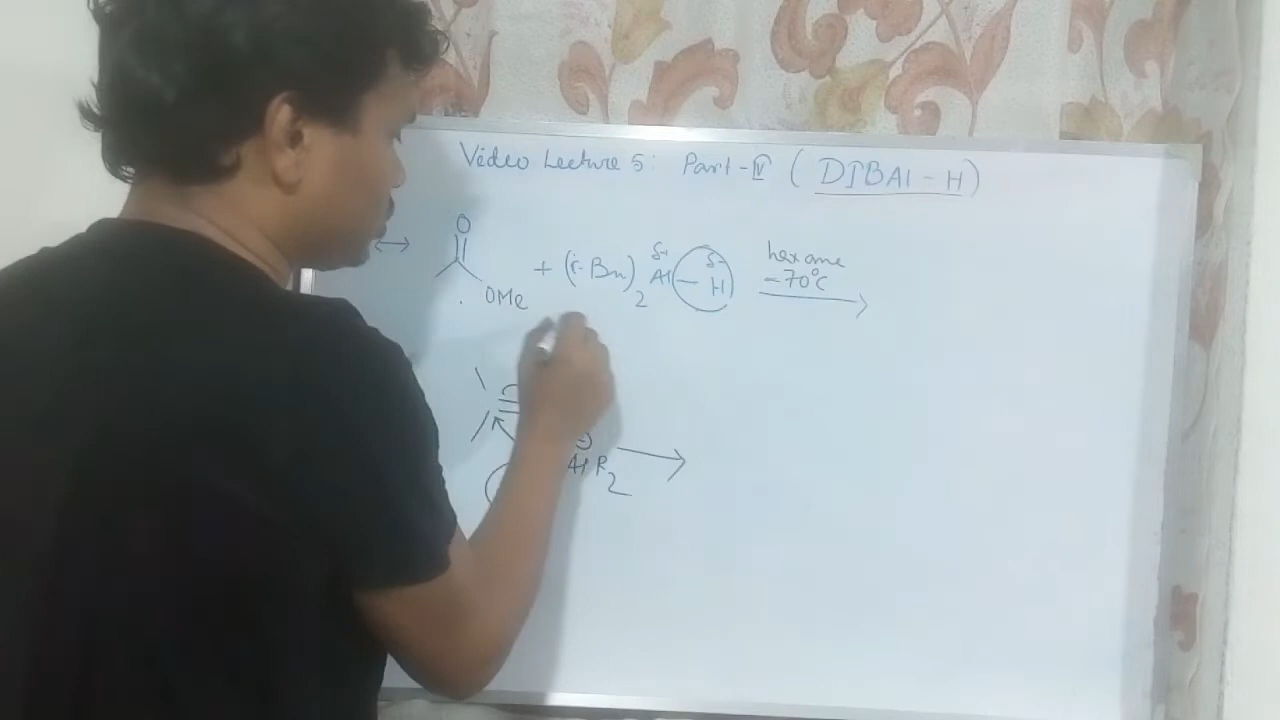 Video Lecture 5: Part-IV (DIBAl-H)
O
OMe + (i-Bu)2 Al-H hexane -70°C
δ- δ-
AlR2